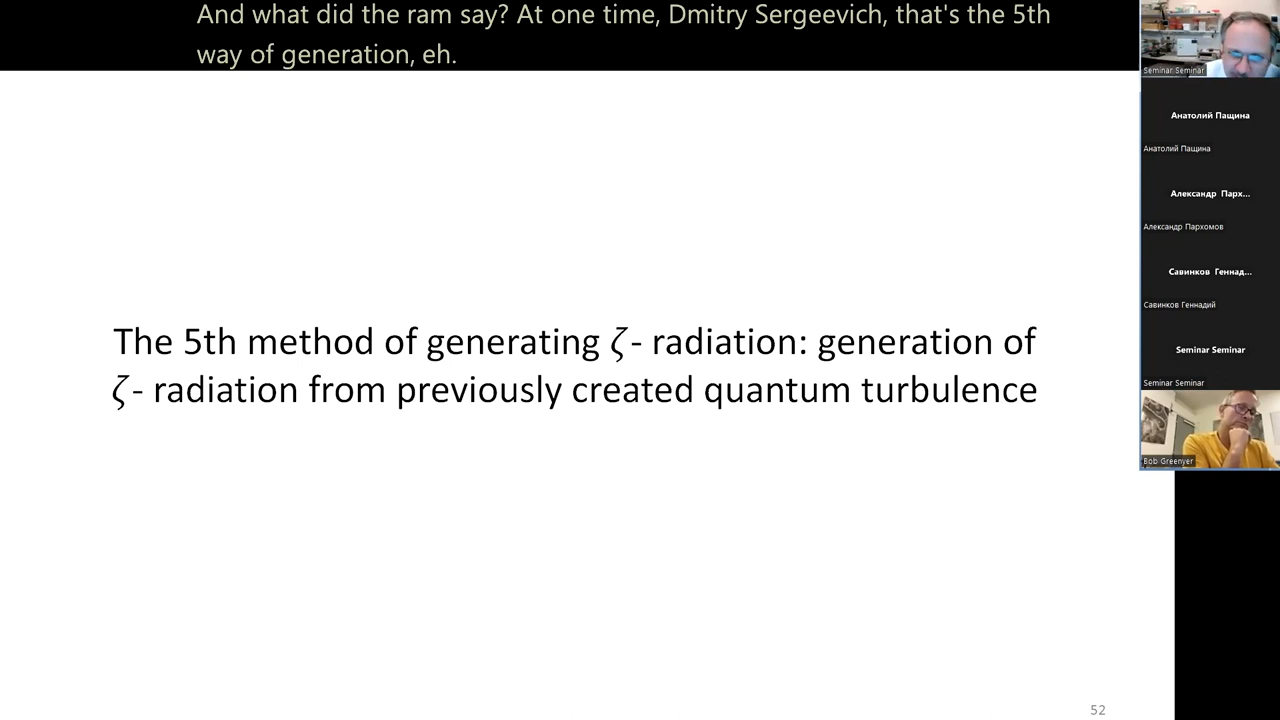 And what did the ram say? At one time, Dmitry Sergeevich, that's the 5th
way of generation, eh.
Seminar Seminar
Анатолий Пащина
Анатолий Пащина
Александр Парх...
Александр Пархомов
Савинков Геннад...
Савинков Геннадий
Seminar Seminar
Seminar Seminar
Bob Greenyer
The 5th method of generating ζ- radiation: generation of
ζ- radiation from previously created quantum turbulence
52